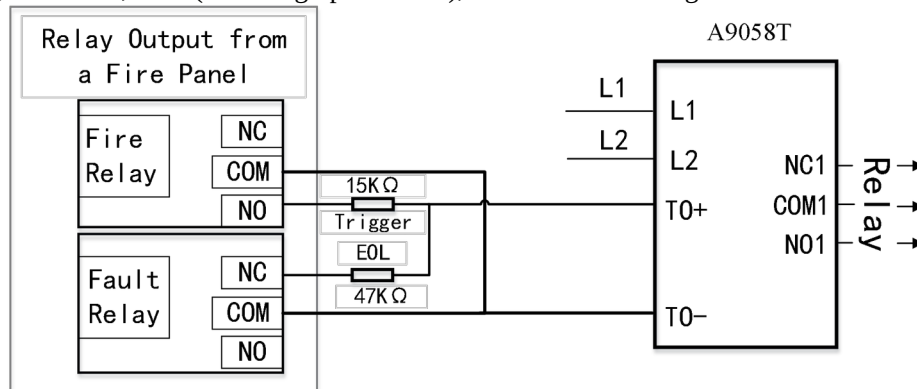 Relay Output from
a Fire Panel
Fire
Relay
NC
COM
NO
Fault
Relay
NC
COM
NO
15KΩ
Trigger
EOL
47KΩ
A9058T
L1
L2
L1
L2
TO+
TO-
NC1
COM1
NO1
Relay